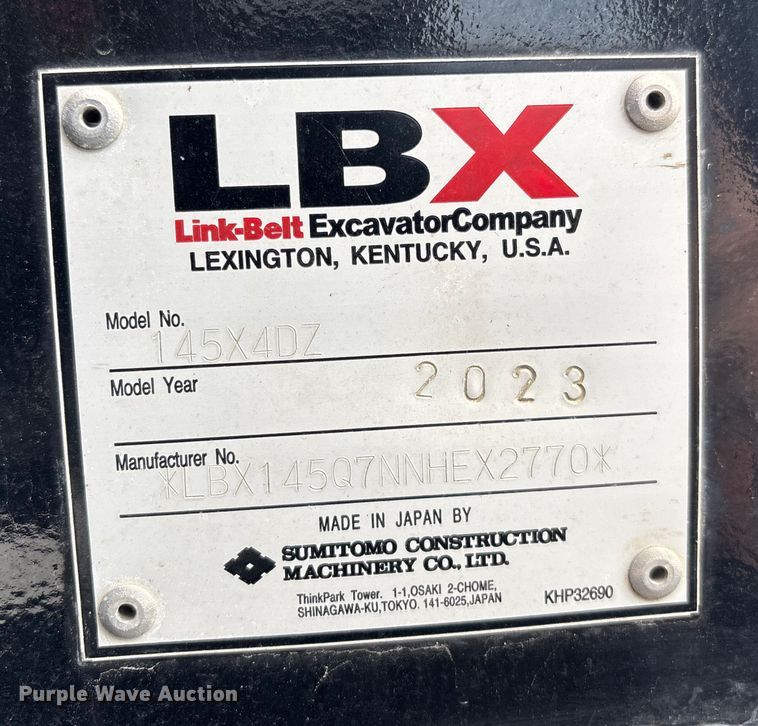 LBX
Link-Belt ExcavatorCompany
LEXINGTON, KENTUCKY, U.S.A.
Model No.
145X4DZ
Model Year 2023
Manufacturer No.
*LBX145Q7NNHEX2770*
MADE IN JAPAN BY
SUMITOMO CONSTRUCTION
MACHINERY CO., LTD.
ThinkPark Tower. 1-1,OSAKI 2-CHOME,
SHINAGAWA-KU,TOKYO. 141-6025,JAPAN
KHP32690
Purple Wave Auction